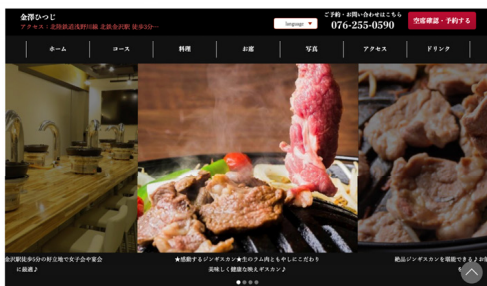 金澤ひつじ
アクセス：北陸鉄道浅野川線 北鉄金沢駅 徒歩3分…
language ▼
ご予約・お問い合わせはこちら
076-255-0590
空席確認・予約する
ホーム
コース
料理
お席
写真
アクセス
ドリンク
金沢駅徒歩5分の好立地で女子会や宴会
に最適♪
★感動するジンギスカン★生のラム肉ともやしにこだわり
美味しく健康な映えギスカン♪
絶品ジンギスカンを堪能できる♪お